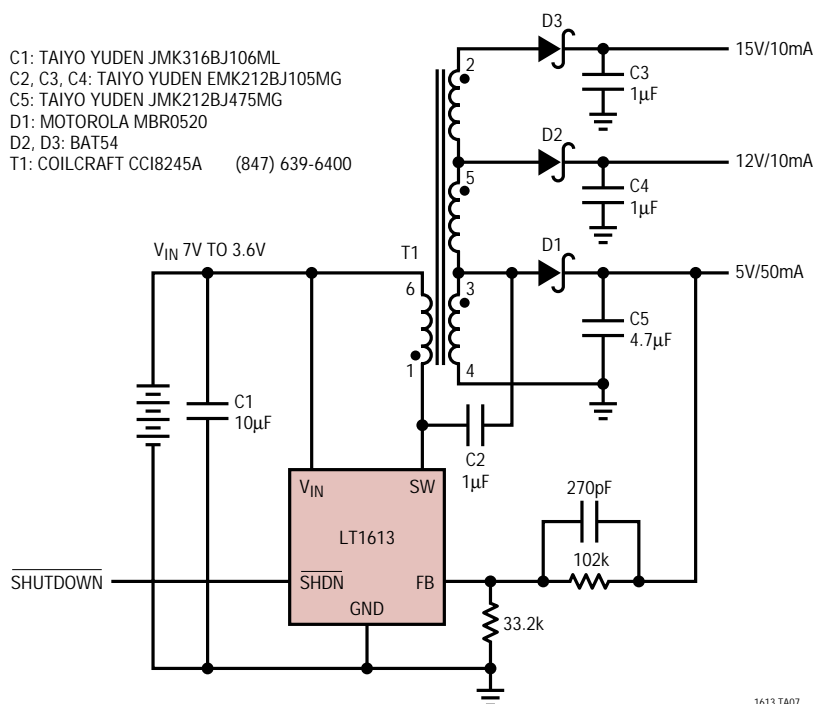 C1: TAIYO YUDEN JMK316BJ106ML
C2, C3, C4: TAIYO YUDEN EMK212BJ105MG
C5: TAIYO YUDEN JMK212BJ475MG
D1: MOTOROLA MBR0520
D2, D3: BAT54
T1: COILCRAFT CCI8245A (847) 639-6400
D3
15V/10mA
2
C3
1µF
D2
12V/10mA
5
C4
1µF
VIN 7V TO 3.6V
T1
D1
5V/50mA
6
3
C5
4.7µF
1
4
C1
10µF
C2
1µF
VIN
SW
270pF
LT1613
102k
SHUTDOWN
SHDN
FB
GND
33.2k
1613 TA07